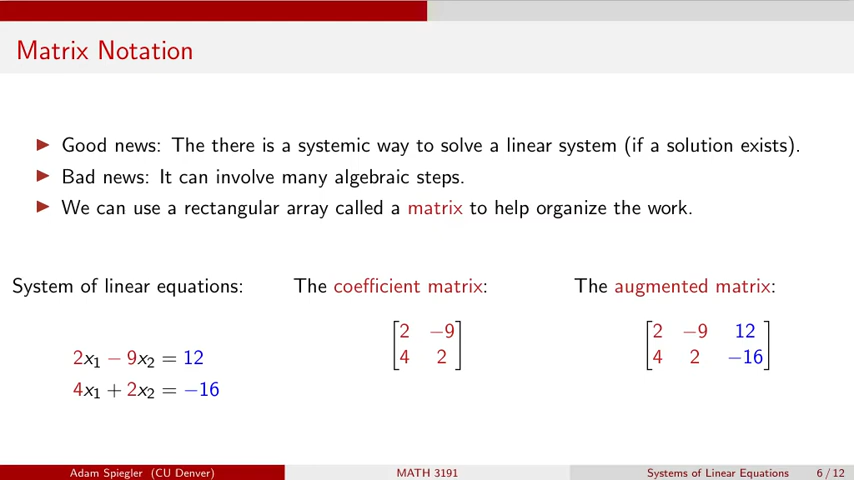 Matrix Notation
Good news: The there is a systemic way to solve a linear system (if a solution exists).
Bad news: It can involve many algebraic steps.
We can use a rectangular array called a matrix to help organize the work.
System of linear equations:
2x₁ − 9x₂ = 12
4x₁ + 2x₂ = −16
The coefficient matrix:
2 −9
4 2
The augmented matrix:
2 −9 12
4 2 −16
Adam Spiegler (CU Denver) MATH 3191 Systems of Linear Equations 6 / 12